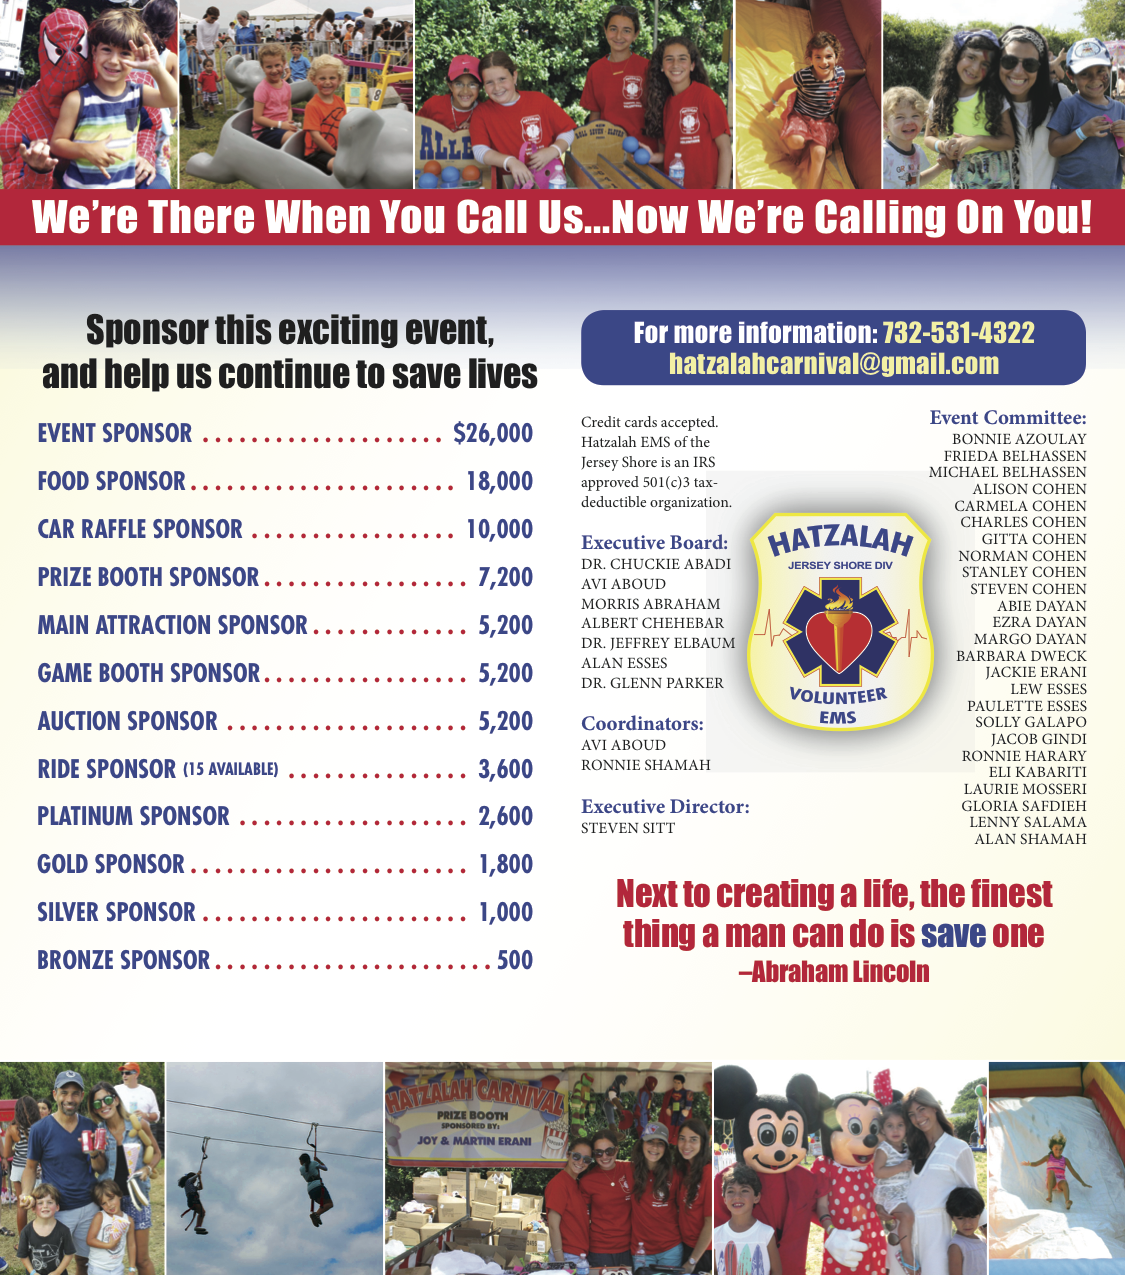 ALLE
BALL SEVEN-ELEVEN
8
We're There When You Call Us...Now We're Calling On You!
Sponsor this exciting event,
and help us continue to save lives
EVENT SPONSOR . . . . . . . . . . . . . . . . . . . . $26,000
FOOD SPONSOR . . . . . . . . . . . . . . . . . . . . . . 18,000
CAR RAFFLE SPONSOR . . . . . . . . . . . . . . . . . 10,000
PRIZE BOOTH SPONSOR . . . . . . . . . . . . . . . . . 7,200
MAIN ATTRACTION SPONSOR . . . . . . . . . . . . . 5,200
GAME BOOTH SPONSOR . . . . . . . . . . . . . . . . . 5,200
AUCTION SPONSOR . . . . . . . . . . . . . . . . . . . . 5,200
RIDE SPONSOR (15 AVAILABLE) . . . . . . . . . . . . . . . 3,600
PLATINUM SPONSOR . . . . . . . . . . . . . . . . . . . 2,600
GOLD SPONSOR . . . . . . . . . . . . . . . . . . . . . . . 1,800
SILVER SPONSOR . . . . . . . . . . . . . . . . . . . . . . 1,000
BRONZE SPONSOR . . . . . . . . . . . . . . . . . . . . . . . 500
For more information: 732-531-4322
hatzalahcarnival@gmail.com
Credit cards accepted.
Hatzalah EMS of the
Jersey Shore is an IRS
approved 501(c)3 tax-
deductible organization.
Executive Board:
DR. CHUCKIE ABADI
AVI ABOUD
MORRIS ABRAHAM
ALBERT CHEHEBAR
DR. JEFFREY ELBAUM
ALAN ESSES
DR. GLENN PARKER
Coordinators:
AVI ABOUD
RONNIE SHAMAH
Executive Director:
STEVEN SITT
HATZALAH
JERSEY SHORE DIV
VOLUNTEER
EMS
Event Committee:
BONNIE AZOULAY
FRIEDA BELHASSEN
MICHAEL BELHASSEN
ALISON COHEN
CARMELA COHEN
CHARLES COHEN
GITTA COHEN
NORMAN COHEN
STANLEY COHEN
STEVEN COHEN
ABIE DAYAN
EZRA DAYAN
MARGO DAYAN
BARBARA DWECK
JACKIE ERANI
LEW ESSES
PAULETTE ESSES
SOLLY GALAPO
JACOB GINDI
RONNIE HARARY
ELI KABARITI
LAURIE MOSSERI
GLORIA SAFDIEH
LENNY SALAMA
ALAN SHAMAH
Next to creating a life, the finest
thing a man can do is save one
–Abraham Lincoln
HATZALAH CARNIVAL
PRIZE BOOTH
SPONSORED BY:
JOY & MARTIN ERANI